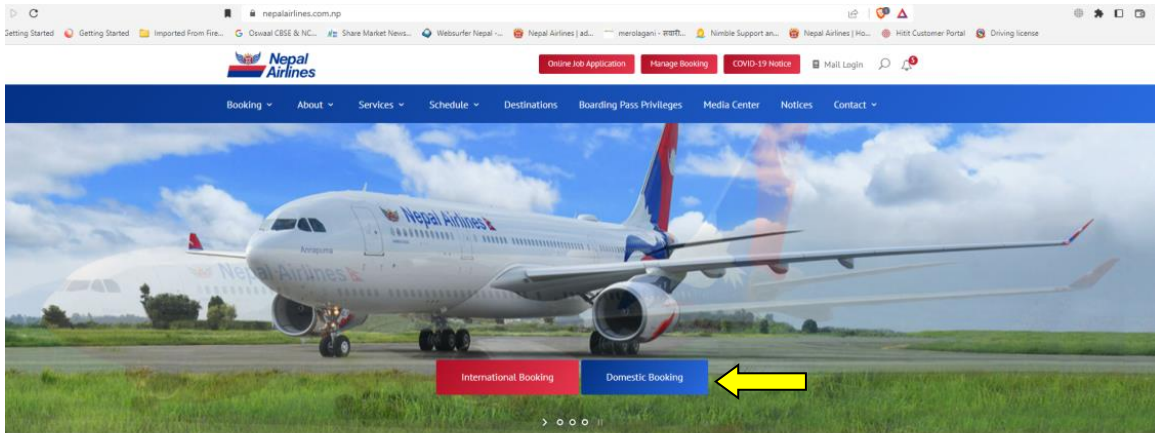 nepalairlines.com.np
Getting Started Getting Started Imported From Fire... Oswaal CBSE & NC... Share Market News... Websurfer Nepal -... Nepal Airlines | ad... merolagani - Nimble Support an... Nepal Airlines | Ho... Hitit Customer Portal Driving license
Nepal
Airlines
Online Job Application Manage Booking COVID-19 Notice Mail Login
Booking About Services Schedule Destinations Boarding Pass Privileges Media Center Notices Contact
Nepal Airlines
Annapurna
Nepal Airlines
International Booking Domestic Booking